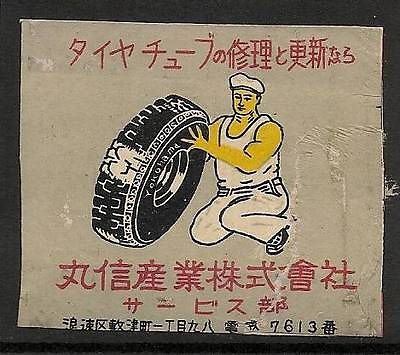 タイヤチューブの修理と更新なら
YOKOHAMA
丸信産業株式會社
サービス部
浪速区敷津町一丁目九八 電戎7613番